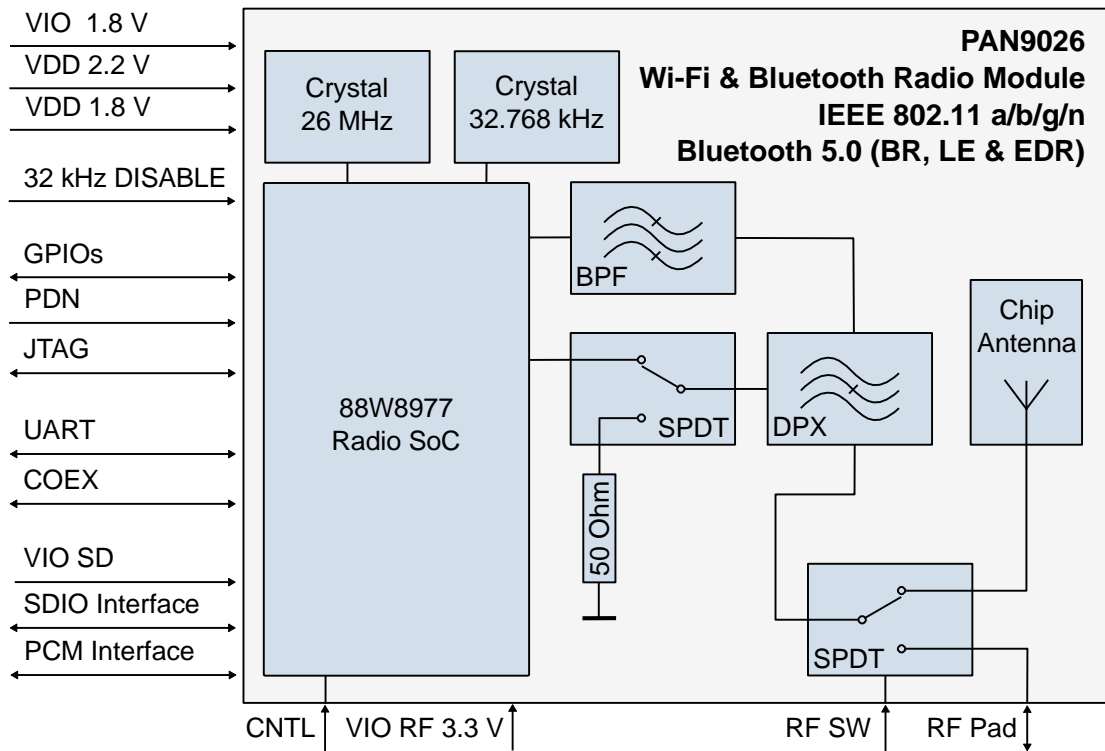 VIO 1.8 V
VDD 2.2 V
VDD 1.8 V
32 kHz DISABLE
GPIOs
PDN
JTAG
UART
COEX
VIO SD
SDIO Interface
PCM Interface
PAN9026
Wi-Fi & Bluetooth Radio Module
IEEE 802.11 a/b/g/n
Bluetooth 5.0 (BR, LE & EDR)
Crystal
26 MHz
Crystal
32.768 kHz
88W8977
Radio SoC
BPF
SPDT
50 Ohm
DPX
Chip
Antenna
SPDT
CNTL
VIO RF 3.3 V
RF SW
RF Pad